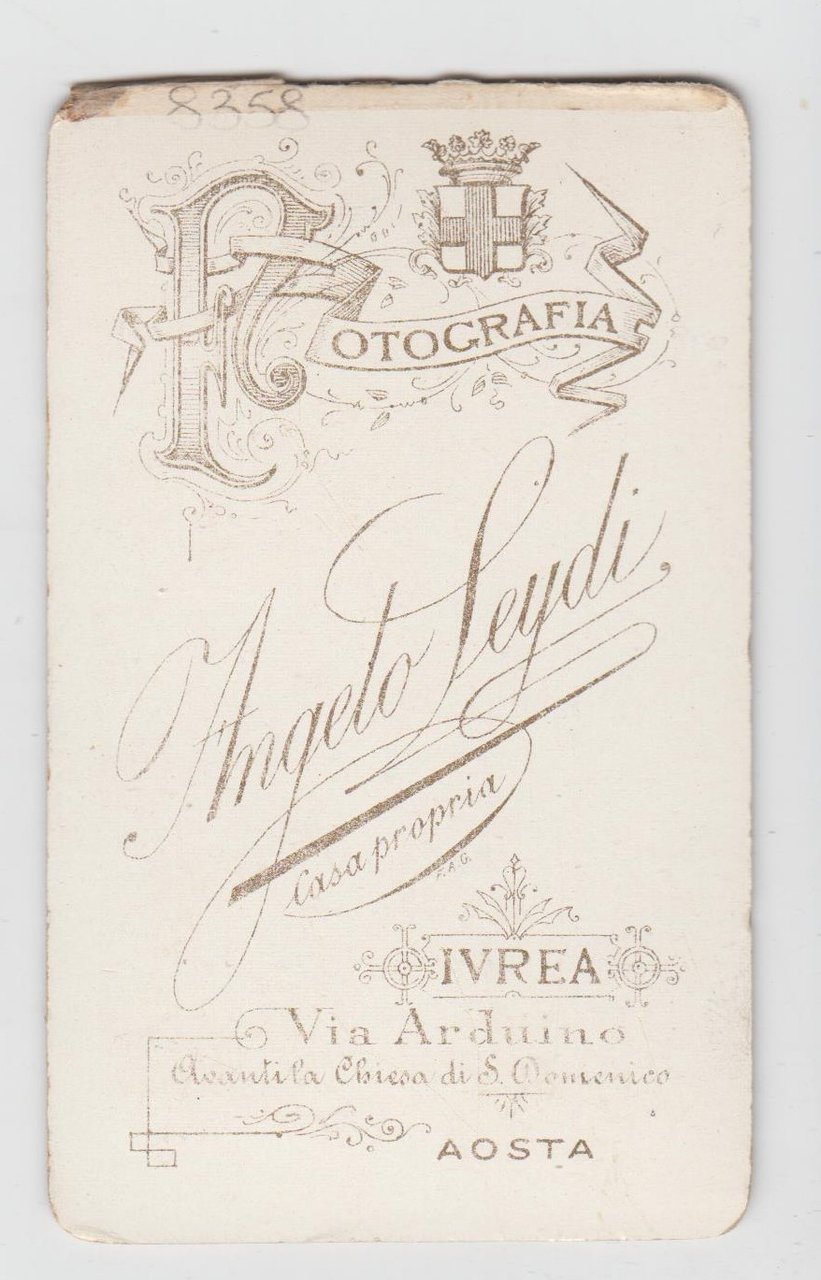 8358
FOTOGRAFIA
Angelo Leydi
Casa propria
F.A.G.
IVREA
Via Arduino
Avanti la Chiesa di S. Domenico
AOSTA